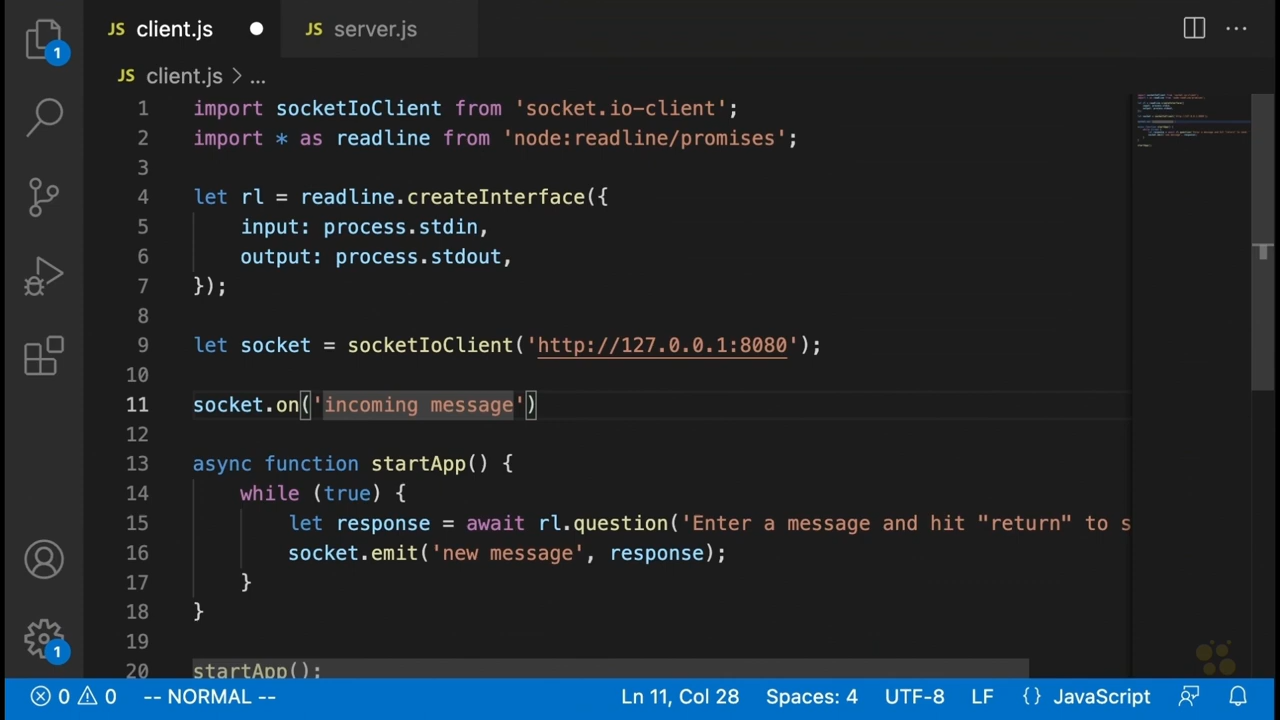 JS client.js JS server.js
JS client.js > ...
1 import socketIoClient from 'socket.io-client';
2 import * as readline from 'node:readline/promises';
3
4 let rl = readline.createInterface({
5 input: process.stdin,
6 output: process.stdout,
7 });
8
9 let socket = socketIoClient('http://127.0.0.1:8080');
10
11 socket.on('incoming message')
12
13 async function startApp() {
14 while (true) {
15 let response = await rl.question('Enter a message and hit "return" to s
16 socket.emit('new message', response);
17 }
18 }
19
20 startApp();
1
1
0 0 -- NORMAL -- Ln 11, Col 28 Spaces: 4 UTF-8 LF {} JavaScript